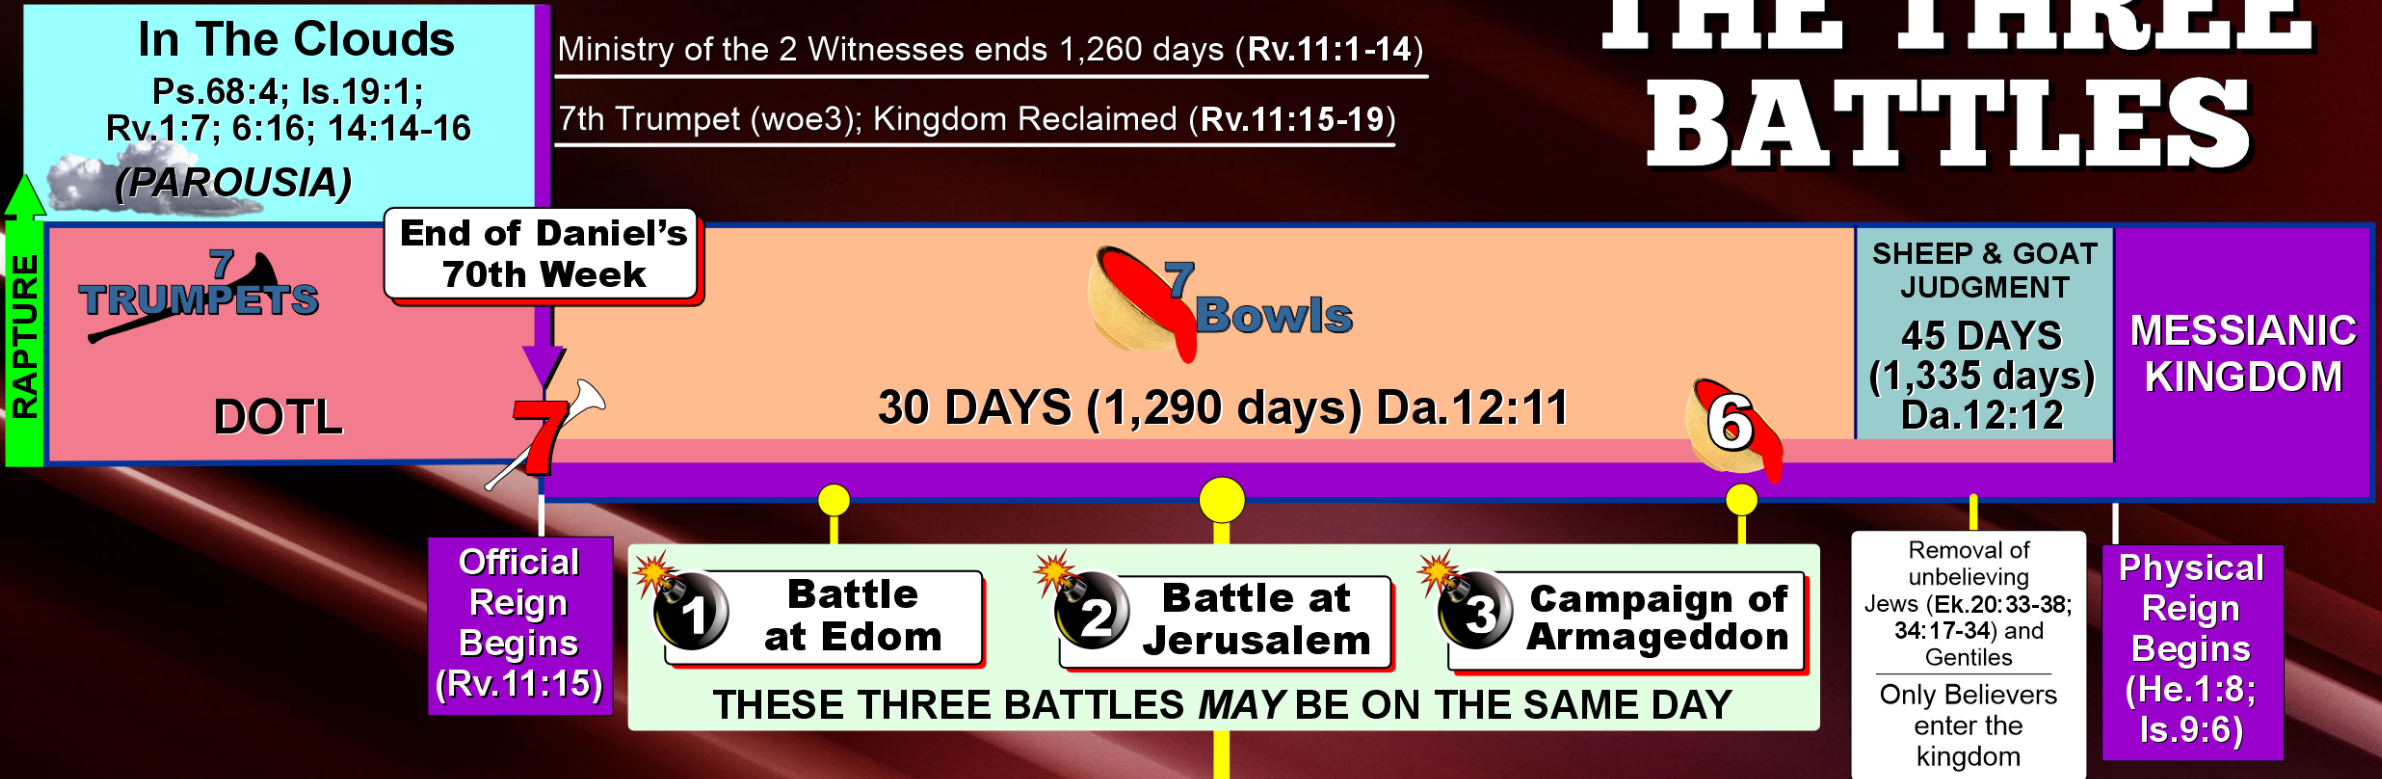 THE THREE
BATTLES
In The Clouds
Ps.68:4; Is.19:1;
Rv.1:7; 6:16; 14:14-16
(PAROUSIA)
Ministry of the 2 Witnesses ends 1,260 days (Rv.11:1-14)
7th Trumpet (woe3); Kingdom Reclaimed (Rv.11:15-19)
RAPTURE
7
TRUMPETS
DOTL
End of Daniel's
70th Week
7
7
Bowls
30 DAYS (1,290 days) Da.12:11
6
SHEEP & GOAT
JUDGMENT
45 DAYS
(1,335 days)
Da.12:12
MESSIANIC
KINGDOM
Official
Reign
Begins
(Rv.11:15)
1
Battle
at Edom
2
Battle at
Jerusalem
3
Campaign of
Armageddon
THESE THREE BATTLES MAY BE ON THE SAME DAY
Removal of
unbelieving
Jews (Ek.20:33-38;
34:17-34) and
Gentiles
Only Believers
enter the
kingdom
Physical
Reign
Begins
(He.1:8;
Is.9:6)